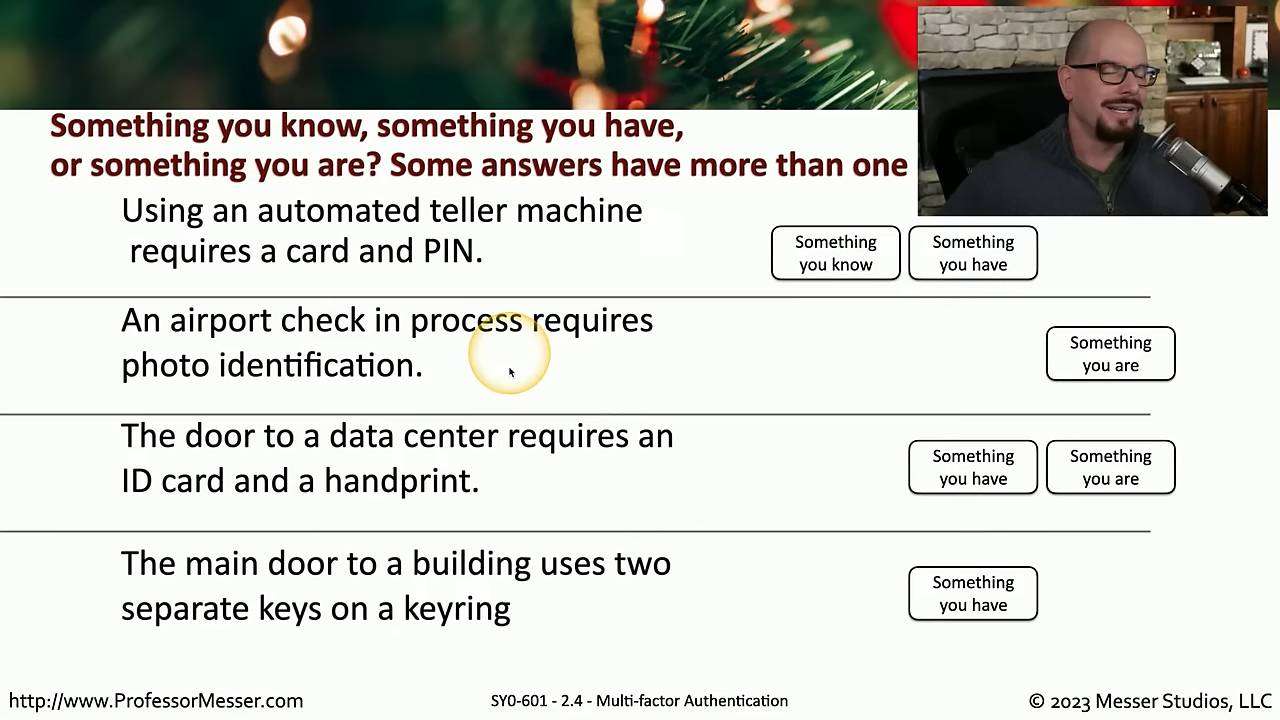 Something you know, something you have,
or something you are? Some answers have more than one
Using an automated teller machine
requires a card and PIN.
Something
you know
Something
you have
An airport check in process requires
photo identification.
Something
you are
The door to a data center requires an
ID card and a handprint.
Something
you have
Something
you are
The main door to a building uses two
separate keys on a keyring
Something
you have
http://www.ProfessorMesser.com
SY0-601 - 2.4 - Multi-factor Authentication
© 2023 Messer Studios, LLC